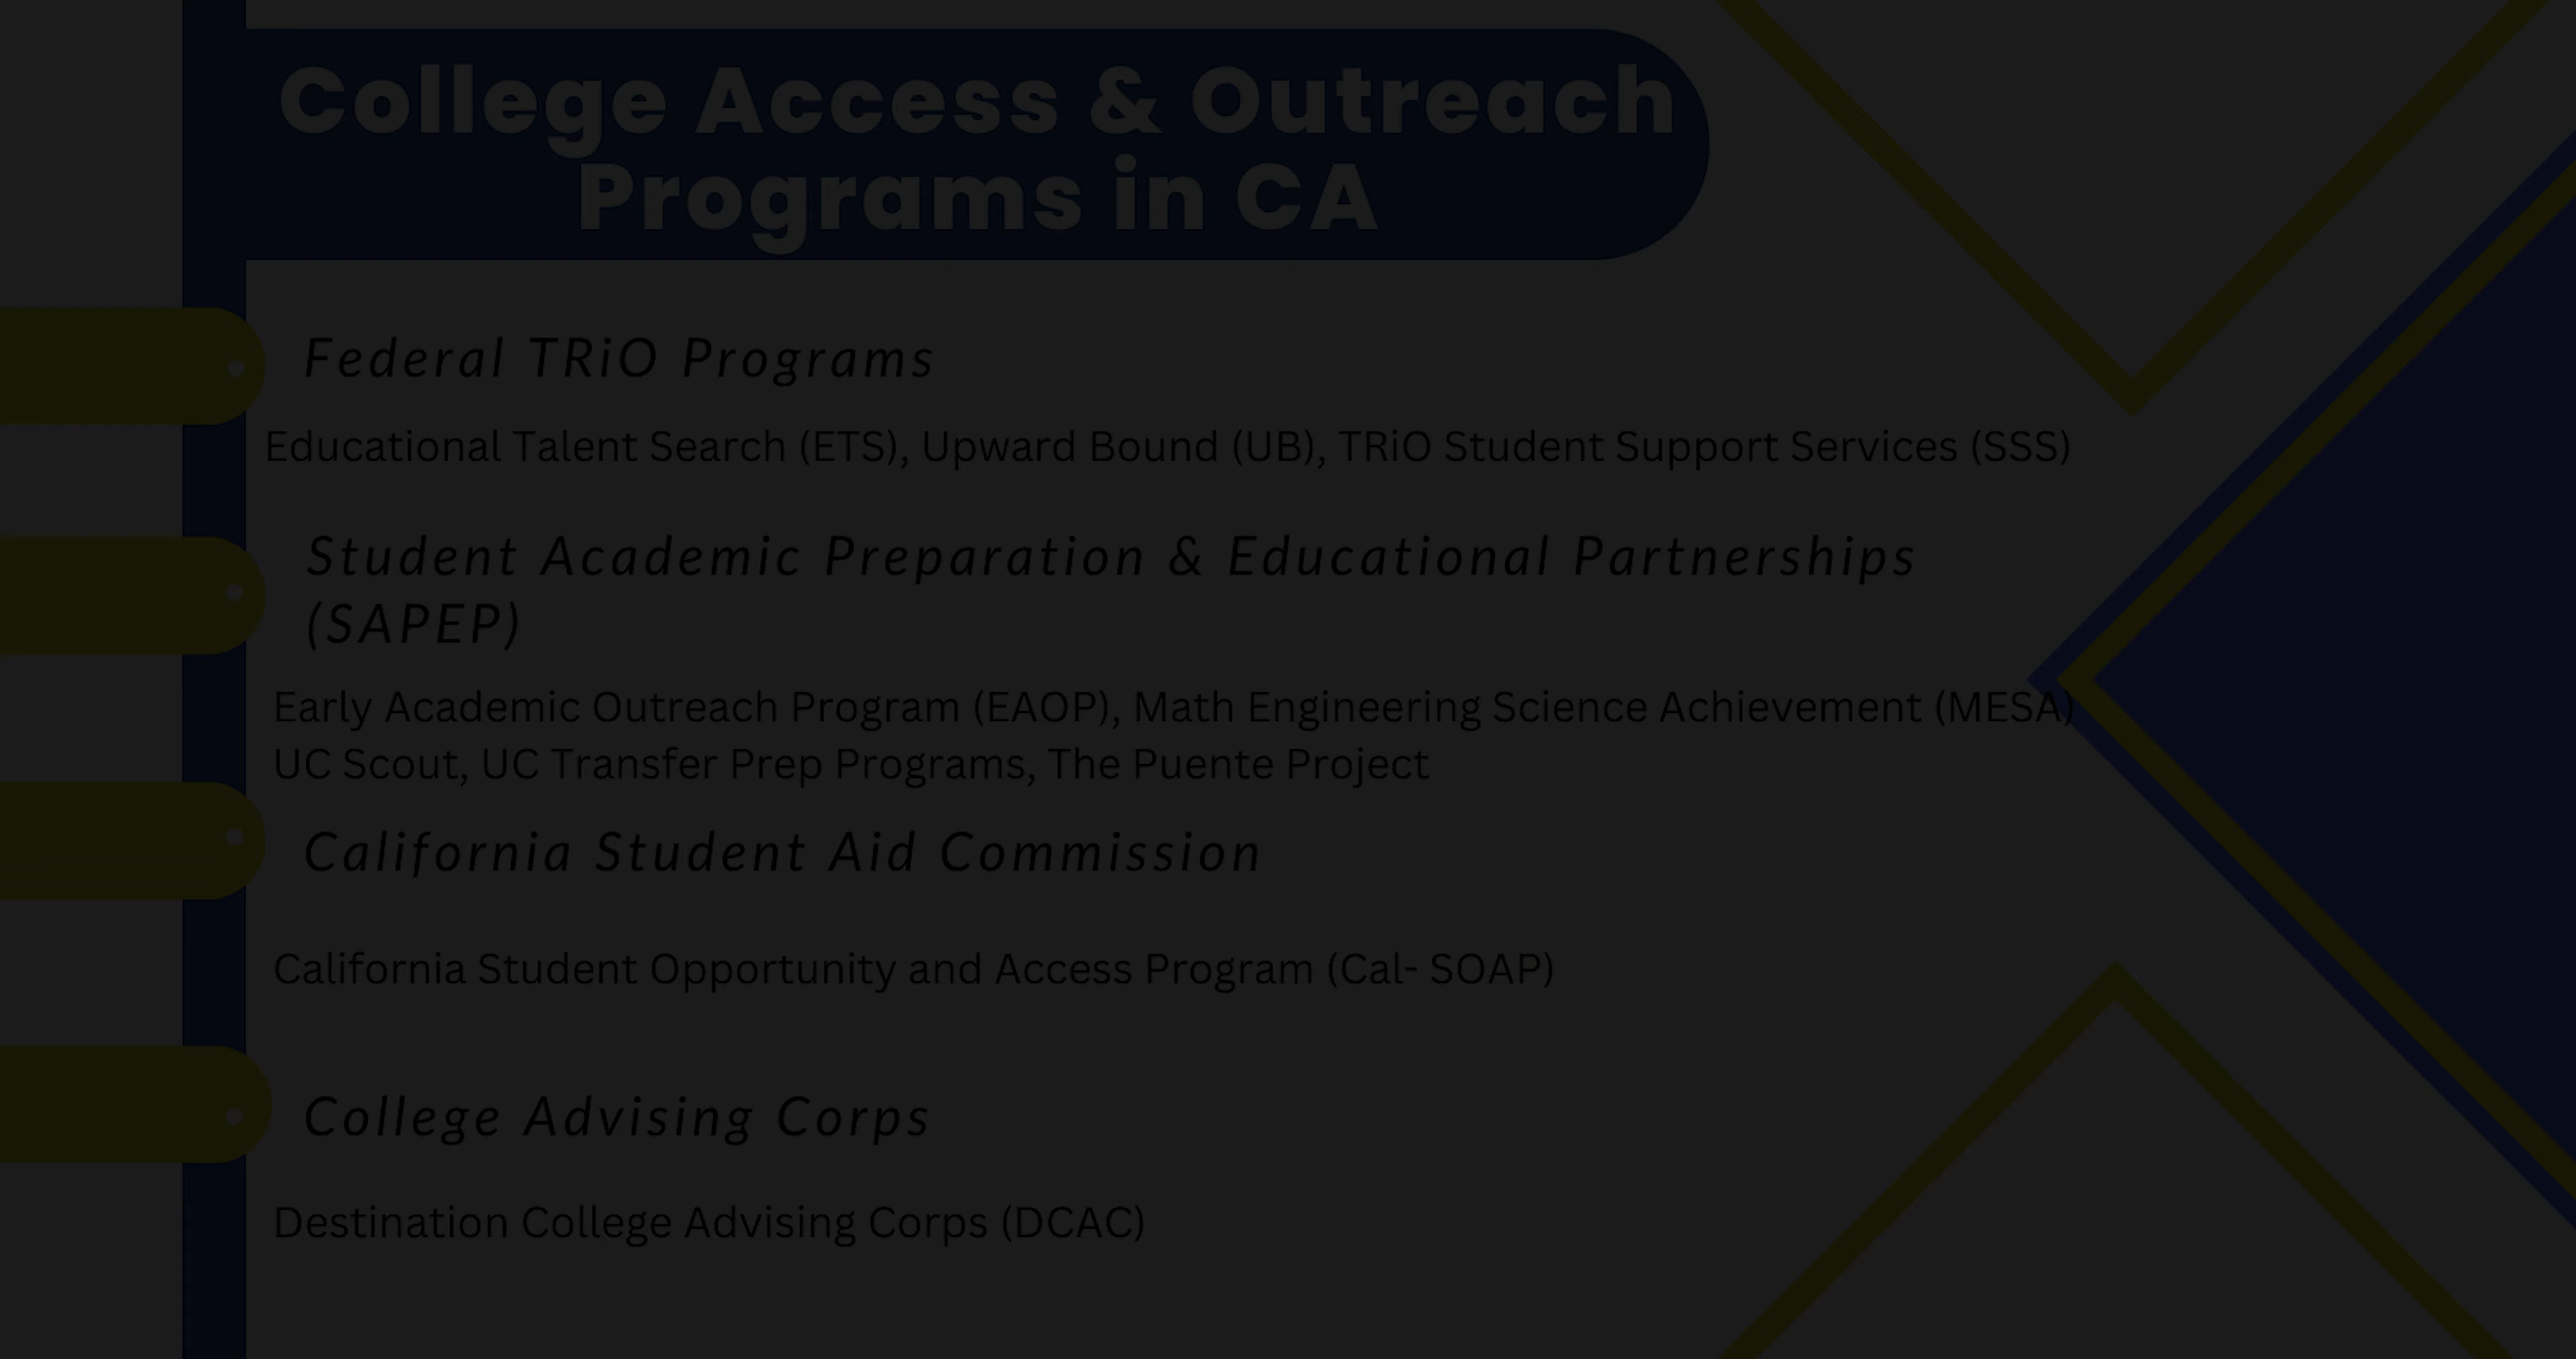 College Access & Outreach
Programs in CA
Federal TRiO Programs
Educational Talent Search (ETS), Upward Bound (UB), TRiO Student Support Services (SSS)
Student Academic Preparation & Educational Partnerships
(SAPEP)
Early Academic Outreach Program (EAOP), Math Engineering Science Achievement (MESA)
UC Scout, UC Transfer Prep Programs, The Puente Project
California Student Aid Commission
California Student Opportunity and Access Program (Cal- SOAP)
College Advising Corps
Destination College Advising Corps (DCAC)